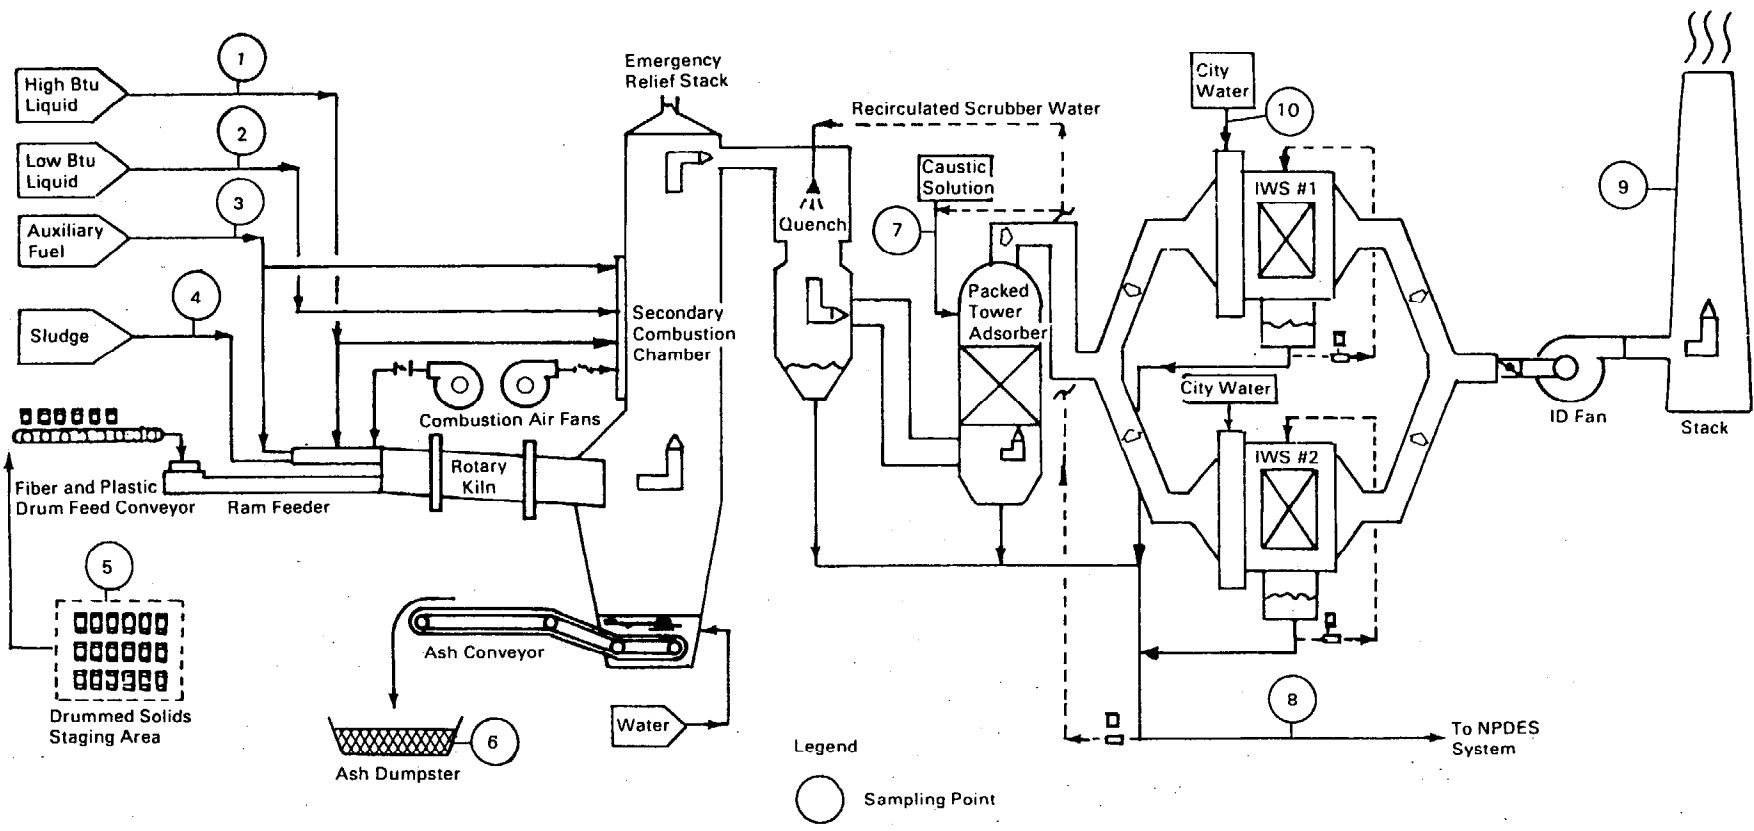 1
High Btu
Liquid
2
Low Btu
Liquid
3
Auxiliary
Fuel
4
Sludge
Emergency
Relief Stack
Recirculated Scrubber Water
Caustic
Solution
Quench
7
City
Water
10
IWS #1
9
Packed
Tower
Adsorber
Secondary
Combustion
Chamber
Combustion Air Fans
City Water
ID Fan
Stack
IWS #2
Rotary
Kiln
Fiber and Plastic
Drum Feed Conveyor
Ram Feeder
5
Drummed Solids
Staging Area
Ash Conveyor
6
Ash Dumpster
Water
8
To NPDES
System
Legend
Sampling Point